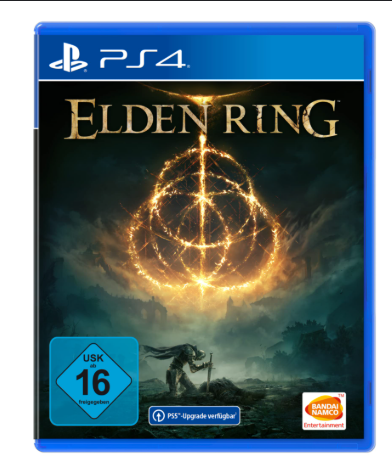 PS4
ELDEN RING
USK
ab
16
freigegeben
PS5-Upgrade verfügbar
BANDAI
NAMCO
Entertainment